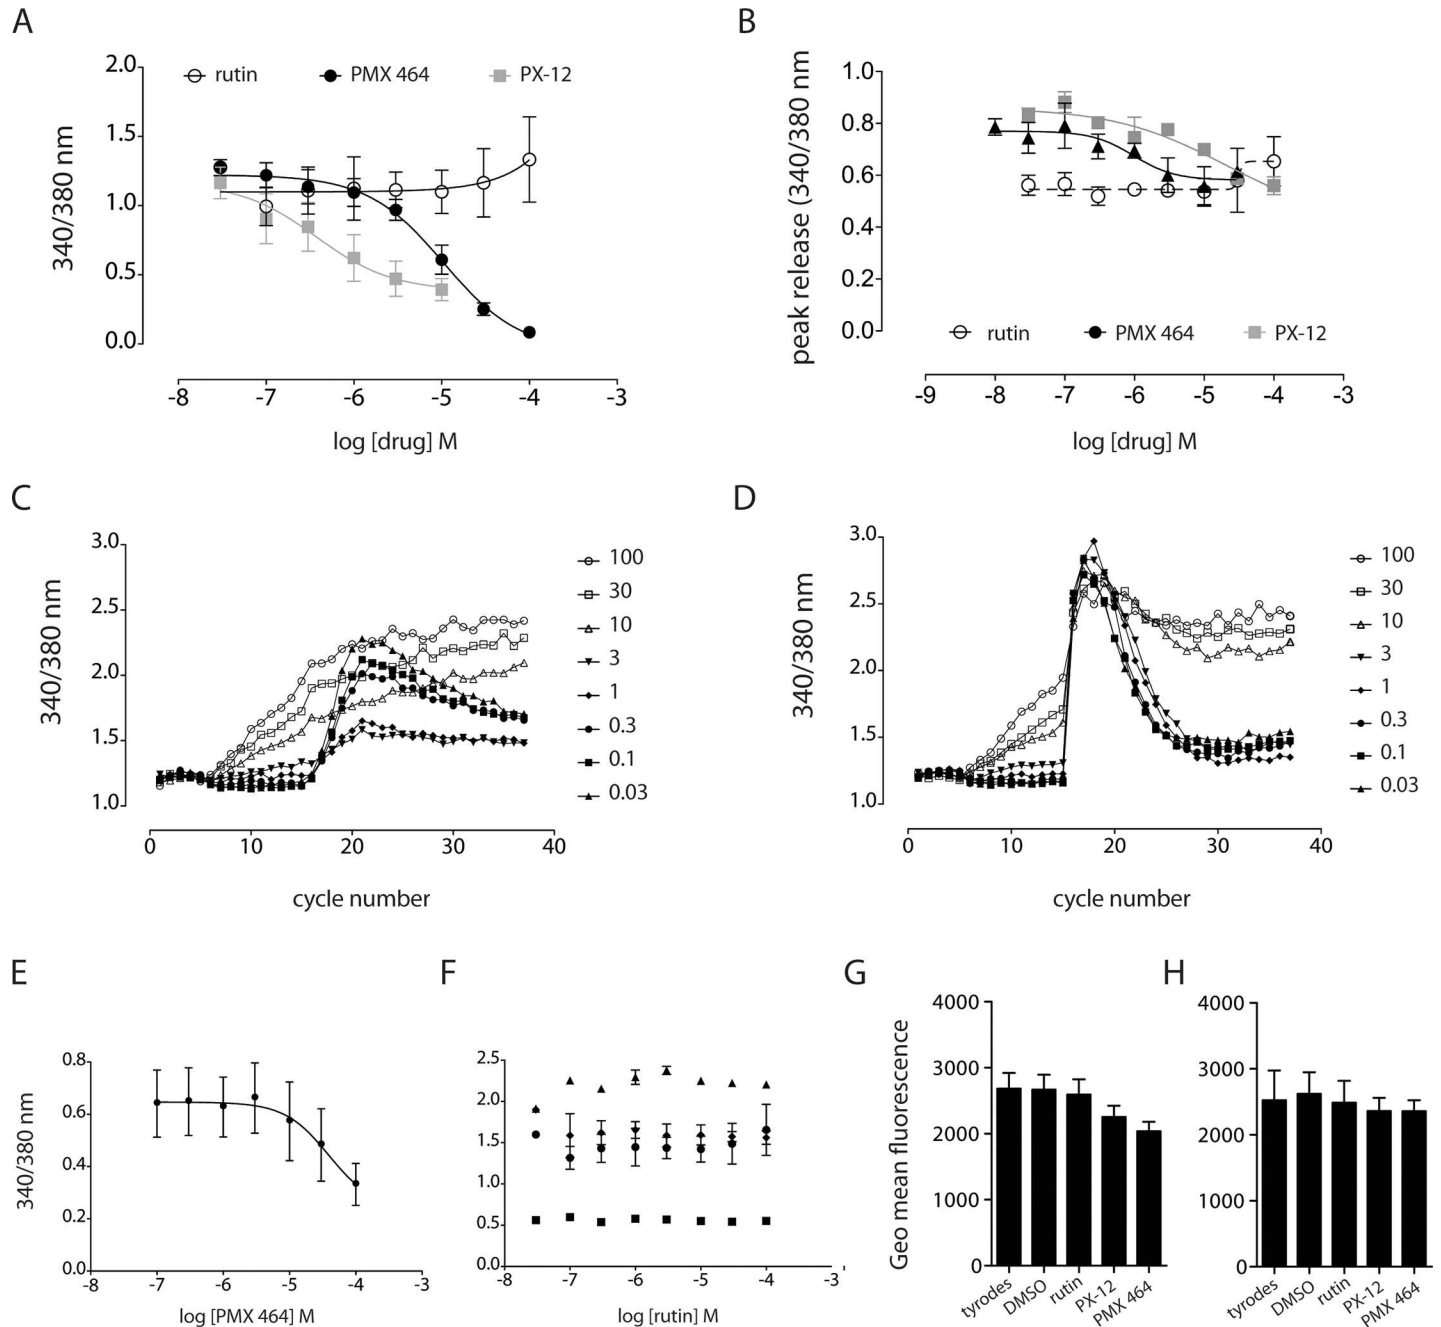 A
340/380 nm
2.0
1.5
1.0
0.5
0.0
rutin PMX 464 PX-12
-8 -7 -6 -5 -4 -3
log [drug] M
B
peak release (340/380 nm
1.0
0.8
0.6
0.4
0.2
0.0
rutin PMX 464 PX-12
-9 -8 -7 -6 -5 -4 -3
log [drug] M
C
340/380 nm
3.0
2.5
2.0
1.5
1.0
100
30
10
3
1
0.3
0.1
0.03
0 10 20 30 40
cycle number
D
340/380 nm
3.0
2.5
2.0
1.5
1.0
100
30
10
3
1
0.3
0.1
0.03
0 10 20 30 40
cycle number
E
340/380 nm
0.8
0.6
0.4
0.2
0.0
-8 -7 -6 -5 -4 -3
log [PMX 464] M
F
2.5
2.0
1.5
1.0
0.5
0.0
-8 -7 -6 -5 -4 -3
log [rutin] M
G
Geo mean fluorescence
4000
3000
2000
1000
0
tyrodes DMSO rutin PX-12 PMX 464
H
4000
3000
2000
1000
0
tyrodes DMSO rutin PX-12 PMX 464